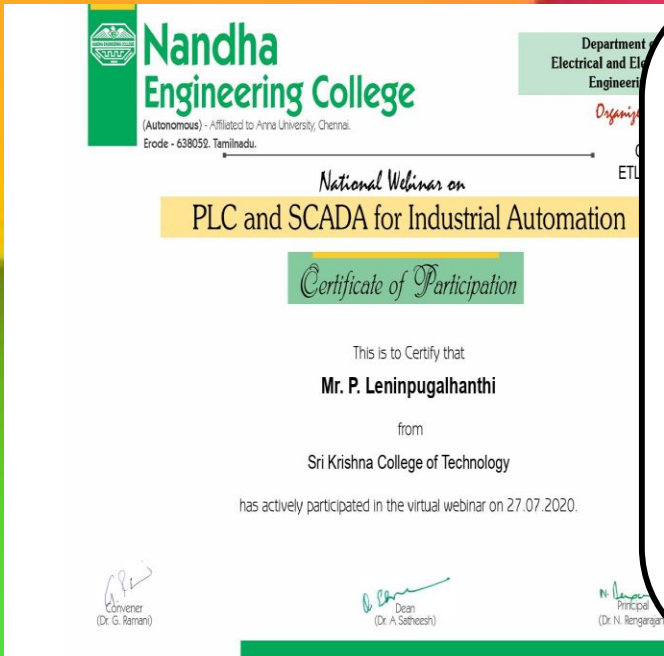 Nandha
Engineering College
(Autonomous) - Affiliated to Anna University, Chennai.
Erode - 638052. Tamilnadu.
Department
Electrical and
Engineeri
Organize
ETL
National Webinar on
PLC and SCADA for Industrial Automation
Certificate of Participation
This is to Certify that
Mr. P. Leninpugalhanthi
from
Sri Krishna College of Technology
has actively participated in the virtual webinar on 27.07.2020.
Convener
(Dr. G. Ramani)
Dean
(Dr. A Satheesh)
Principal
(Dr. N. Rengarajan